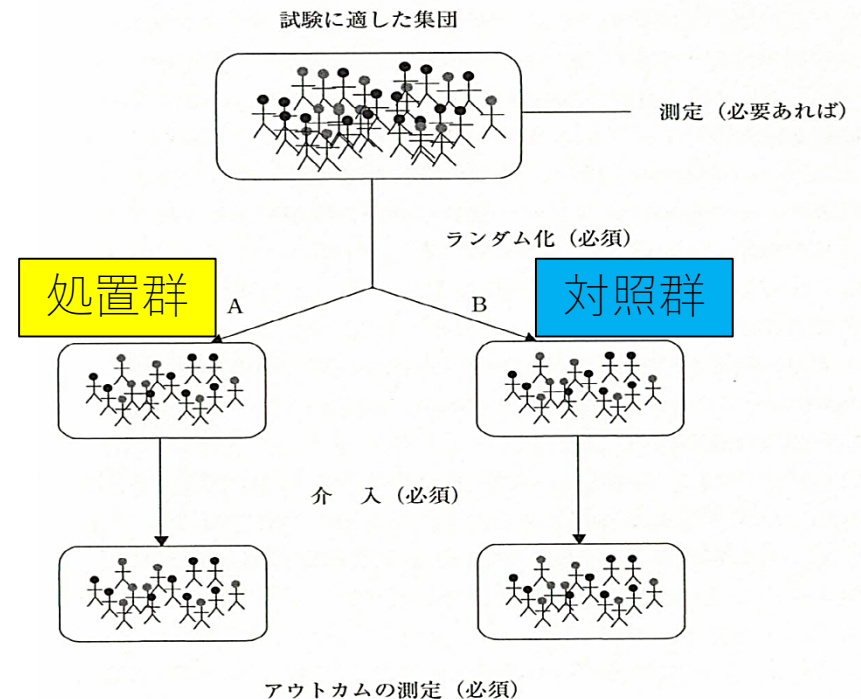 試験に適した集団
測定（必要あれば）
ランダム化（必須）
処置群
A
B
対照群
介　入（必須）
アウトカムの測定（必須）